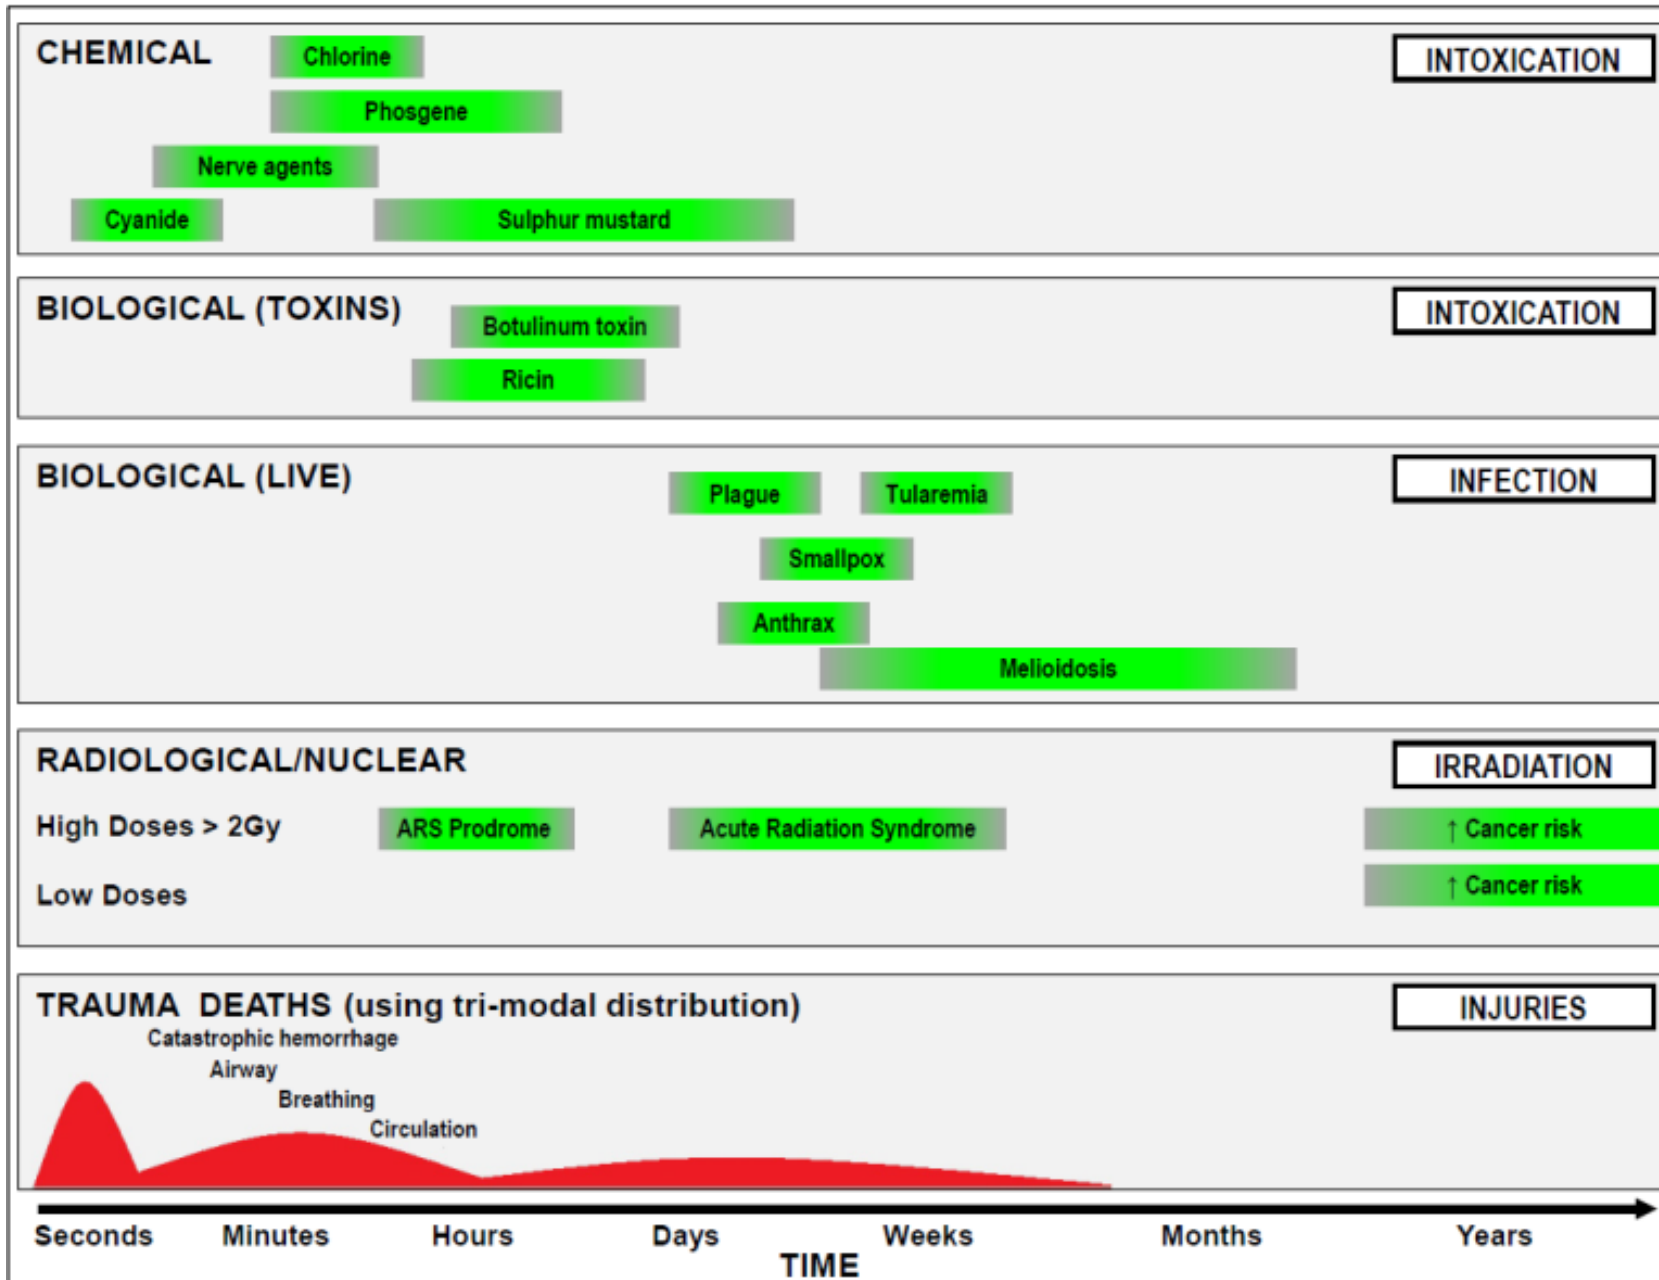 CHEMICAL
INTOXICATION
Chlorine
Phosgene
Nerve agents
Cyanide
Sulphur mustard
BIOLOGICAL (TOXINS)
INTOXICATION
Botulinum toxin
Ricin
BIOLOGICAL (LIVE)
INFECTION
Plague
Tularemia
Smallpox
Anthrax
Melioidosis
RADIOLOGICAL/NUCLEAR
IRRADIATION
High Doses > 2Gy
ARS Prodrome
Acute Radiation Syndrome
↑ Cancer risk
Low Doses
↑ Cancer risk
TRAUMA DEATHS (using tri-modal distribution)
INJURIES
Catastrophic hemorrhage
Airway
Breathing
Circulation
Seconds Minutes Hours Days Weeks Months Years
TIME